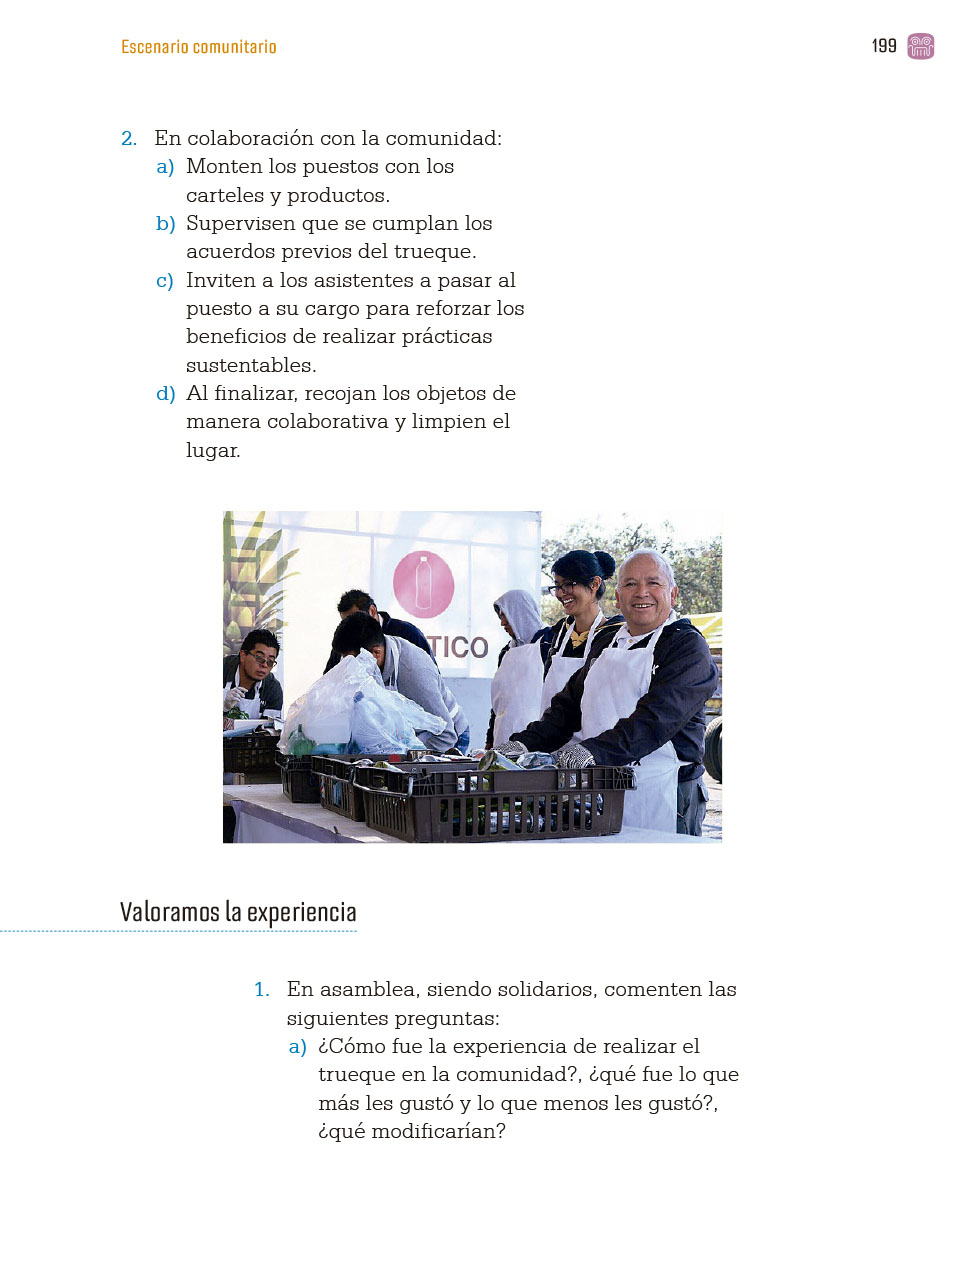 Escenario comunitario
199
2. En colaboración con la comunidad:
a) Monten los puestos con los
carteles y productos.
b) Supervisen que se cumplan los
acuerdos previos del trueque.
c) Inviten a los asistentes a pasar al
puesto a su cargo para reforzar los
beneficios de realizar prácticas
sustentables.
d) Al finalizar, recojan los objetos de
manera colaborativa y limpien el
lugar.
TICO
Valoramos la experiencia
1. En asamblea, siendo solidarios, comenten las
siguientes preguntas:
a) ¿Cómo fue la experiencia de realizar el
trueque en la comunidad?, ¿qué fue lo que
más les gustó y lo que menos les gustó?,
¿qué modificarían?